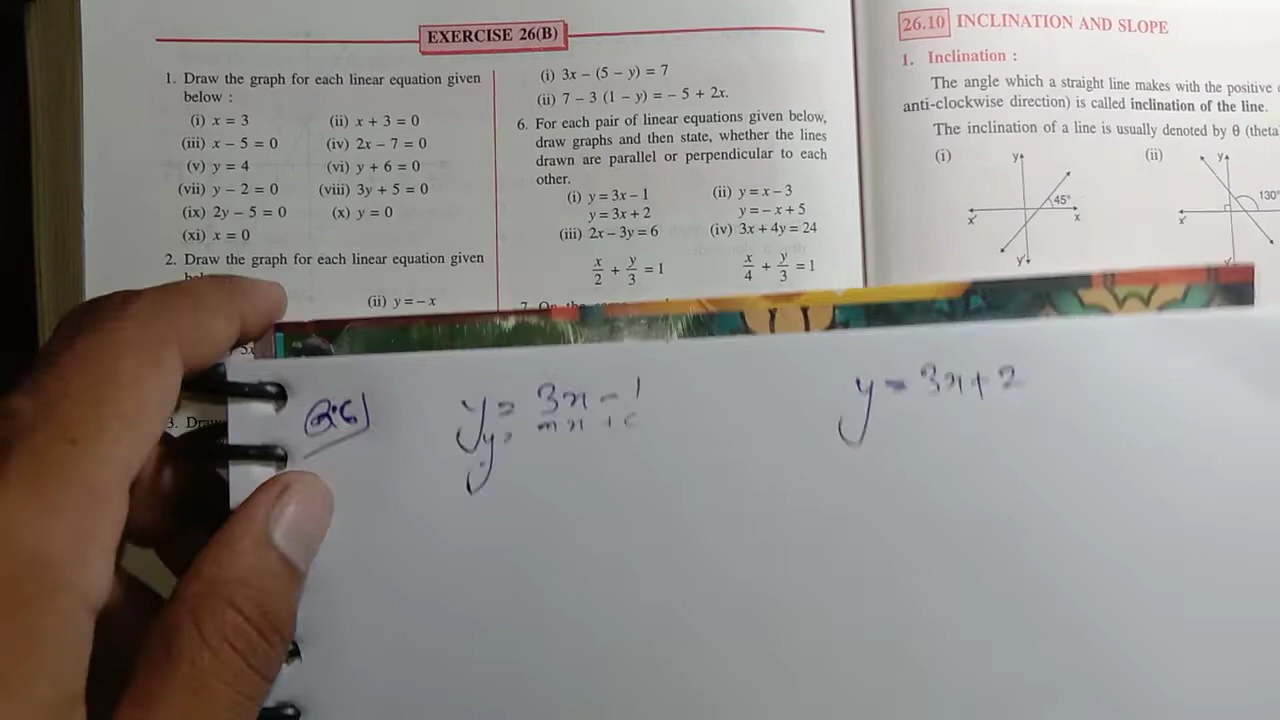 EXERCISE 26(B)
1. Draw the graph for each linear equation given
below :
(i) x = 3 (ii) x + 3 = 0
(iii) x − 5 = 0 (iv) 2x − 7 = 0
(v) y = 4 (vi) y + 6 = 0
(vii) y − 2 = 0 (viii) 3y + 5 = 0
(ix) 2y − 5 = 0 (x) y = 0
(xi) x = 0
2. Draw the graph for each linear equation given
(ii) y = − x
3. Draw
(i) 3x − (5 − y) = 7
(ii) 7 − 3 (1 − y) = − 5 + 2x.
6. For each pair of linear equations given below,
draw graphs and then state, whether the lines
drawn are parallel or perpendicular to each
other.
(i) y = 3x − 1 (ii) y = x − 3
y = 3x + 2 y = − x + 5
(iii) 2x − 3y = 6 (iv) 3x + 4y = 24
x/2 + y/3 = 1 x/4 + y/3 = 1
7. On the
26.10 INCLINATION AND SLOPE
1. Inclination :
The angle which a straight line makes with the positive
anti-clockwise direction) is called inclination of the line.
The inclination of a line is usually denoted by θ (theta
(i) (ii)
y y
45° 130°
x' x x'
y' y'
Q.6) y = 3x − 1 y = 3x + 2
y = mx + c
y